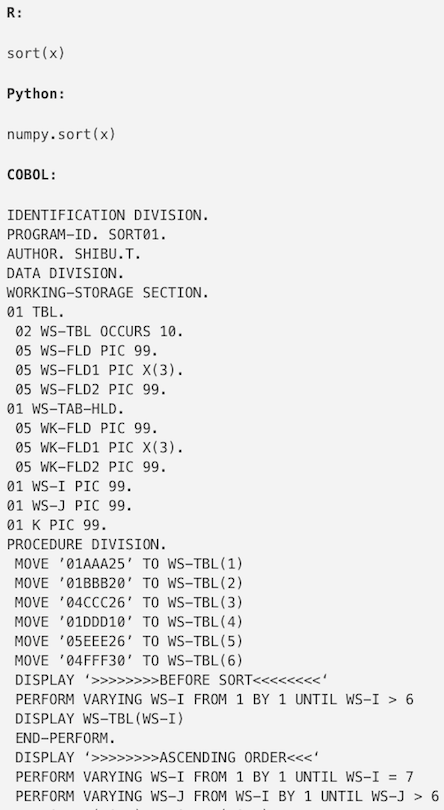 R:
sort(x)
Python:
numpy.sort(x)
COBOL:
IDENTIFICATION DIVISION.
PROGRAM-ID. SORT01.
AUTHOR. SHIBU.T.
DATA DIVISION.
WORKING-STORAGE SECTION.
01 TBL.
02 WS-TBL OCCURS 10.
05 WS-FLD PIC 99.
05 WS-FLD1 PIC X(3).
05 WS-FLD2 PIC 99.
01 WS-TAB-HLD.
05 WK-FLD PIC 99.
05 WK-FLD1 PIC X(3).
05 WK-FLD2 PIC 99.
01 WS-I PIC 99.
01 WS-J PIC 99.
01 K PIC 99.
PROCEDURE DIVISION.
MOVE ’01AAA25’ TO WS-TBL(1)
MOVE ’01BBB20’ TO WS-TBL(2)
MOVE ’04CCC26’ TO WS-TBL(3)
MOVE ’01DDD10’ TO WS-TBL(4)
MOVE ’05EEE26’ TO WS-TBL(5)
MOVE ’04FFF30’ TO WS-TBL(6)
DISPLAY ‘>>>>>>>>BEFORE SORT<<<<<<<<‘
PERFORM VARYING WS-I FROM 1 BY 1 UNTIL WS-I > 6
DISPLAY WS-TBL(WS-I)
END-PERFORM.
DISPLAY ‘>>>>>>>>ASCENDING ORDER<<<‘
PERFORM VARYING WS-I FROM 1 BY 1 UNTIL WS-I = 7
PERFORM VARYING WS-J FROM WS-I BY 1 UNTIL WS-J > 6